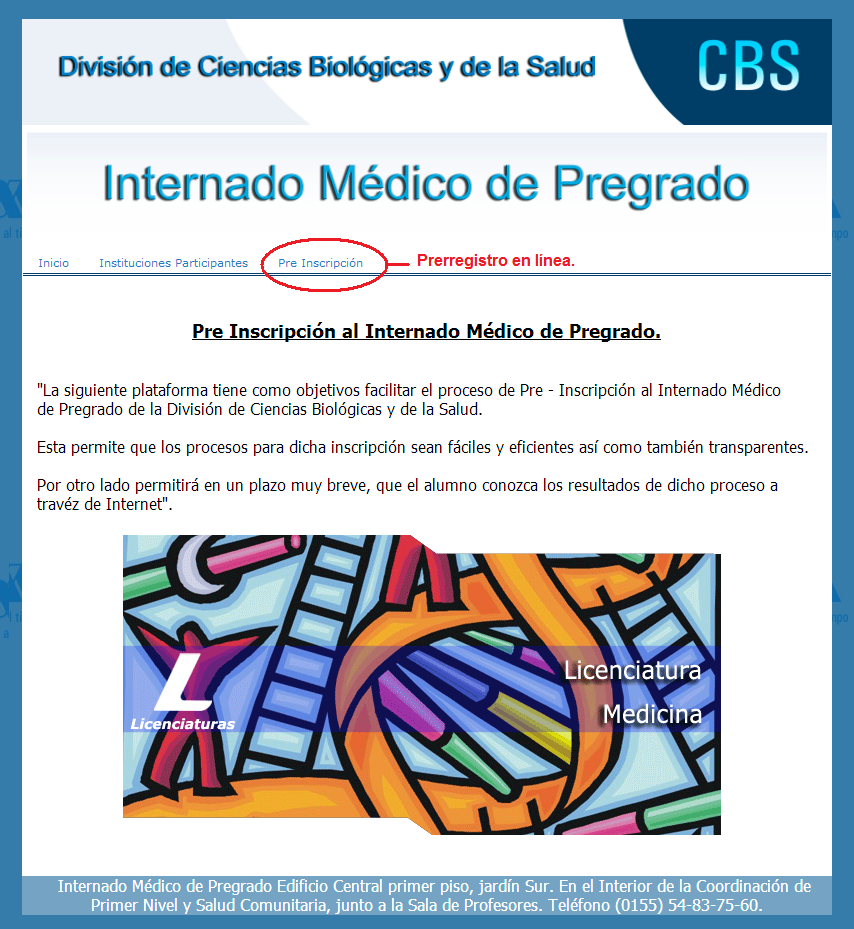 División de Ciencias Biológicas y de la Salud
CBS
Internado Médico de Pregrado
Inicio Instituciones Participantes Pre Inscripción Prerregistro en línea.
Pre Inscripción al Internado Médico de Pregrado.
"La siguiente plataforma tiene como objetivos facilitar el proceso de Pre - Inscripción al Internado Médico
de Pregrado de la División de Ciencias Biológicas y de la Salud.
Esta permite que los procesos para dicha inscripción sean fáciles y eficientes así como también transparentes.
Por otro lado permitirá en un plazo muy breve, que el alumno conozca los resultados de dicho proceso a
travéz de Internet".
Licenciatura
Medicina
L
Licenciaturas
Internado Médico de Pregrado Edificio Central primer piso, jardín Sur. En el Interior de la Coordinación de
Primer Nivel y Salud Comunitaria, junto a la Sala de Profesores. Teléfono (0155) 54-83-75-60.